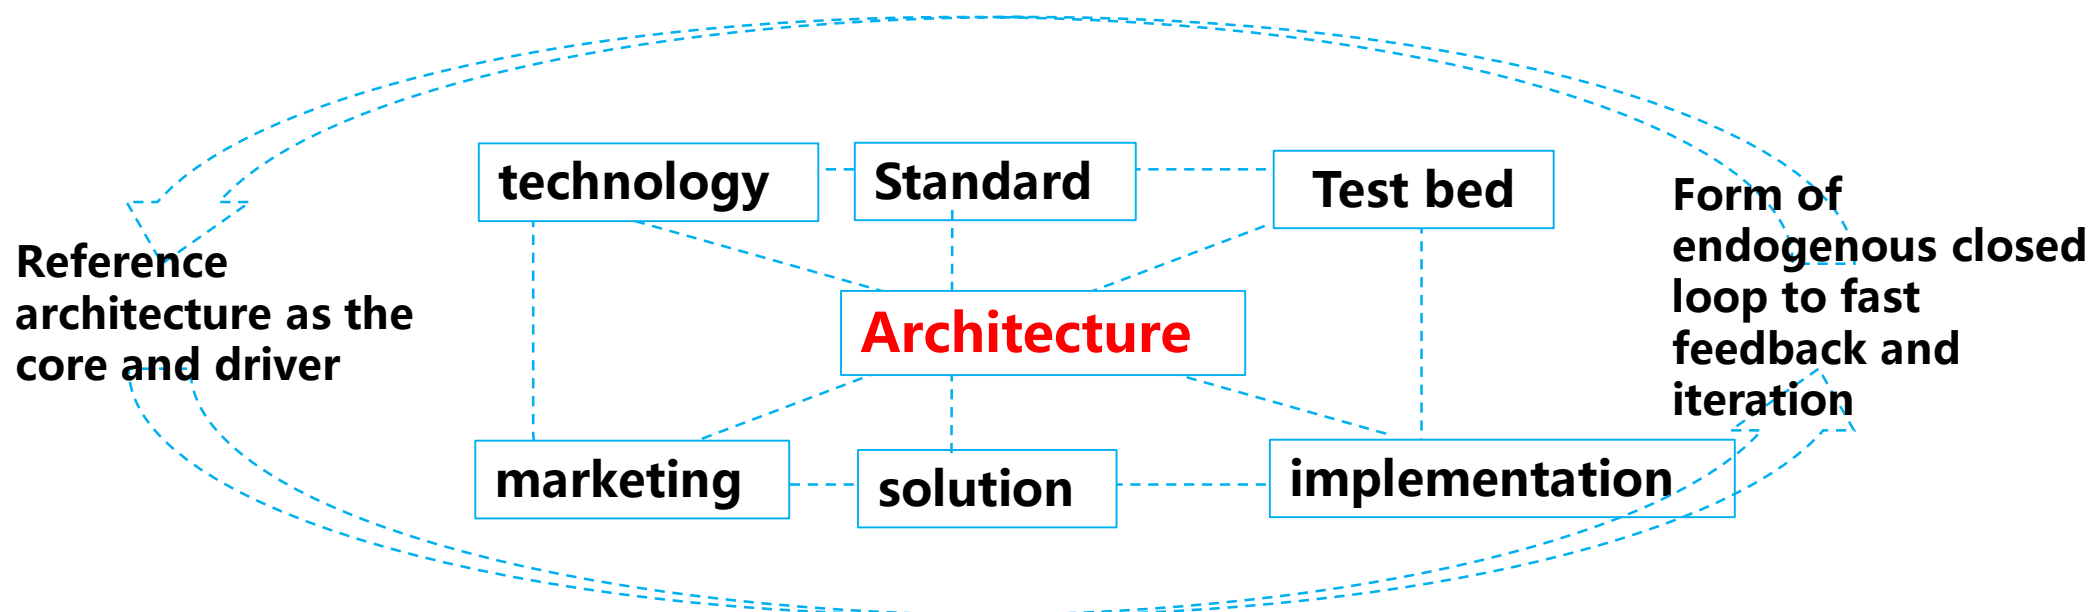 technology
Standard
Test bed
Reference
architecture as the
core and driver
Architecture
Form of
endogenous closed
loop to fast
feedback and
iteration
marketing
solution
implementation